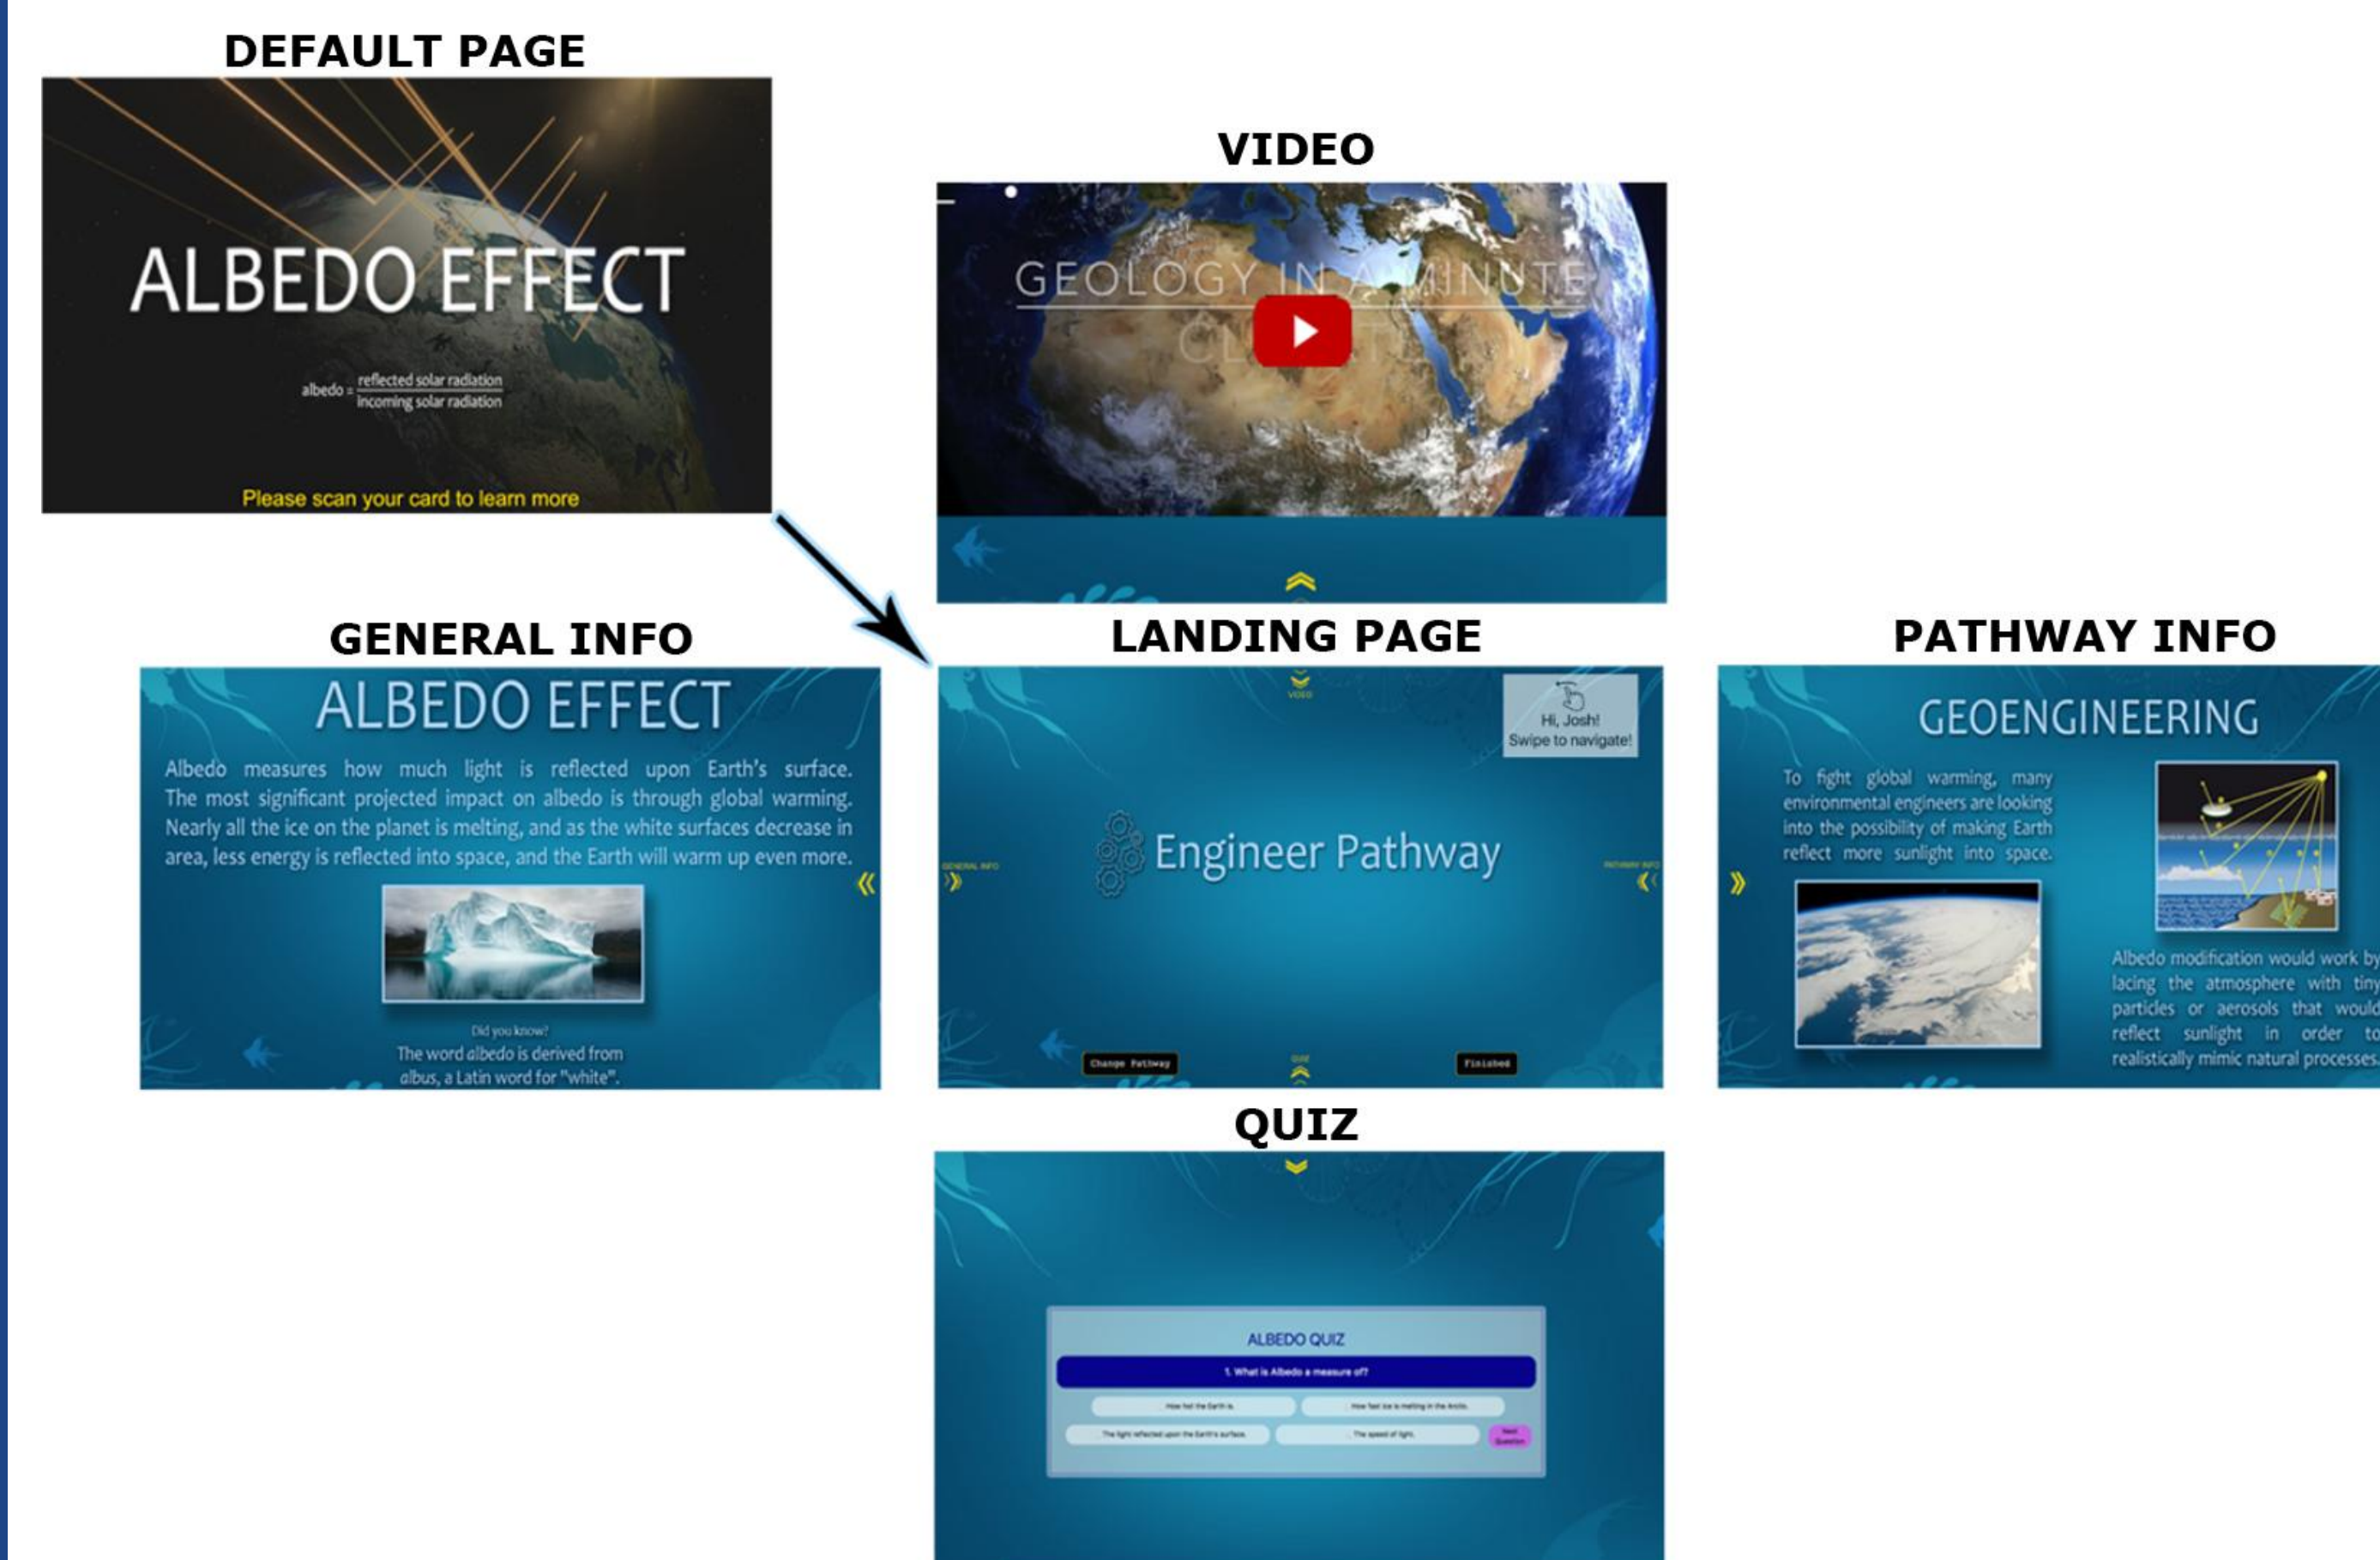 DEFAULT PAGE
ALBEDO EFFECT
albedo = reflected solar radiation
incoming solar radiation
Please scan your card to learn more
VIDEO
GEOLOGY IN A MINUTE
GENERAL INFO
ALBEDO EFFECT
Albedo measures how much light is reflected upon Earth's surface.
The most significant projected impact on albedo is through global warming.
Nearly all the ice on the planet is melting, and as the white surfaces decrease in
area, less energy is reflected into space, and the Earth will warm up even more.
Did you know?
The word albedo is derived from
albus, a Latin word for "white".
LANDING PAGE
VIDEO
Hi, Josh!
Swipe to navigate!
GENERAL INFO
Engineer Pathway
PATHWAY INFO
Change Pathway
QUIZ
Finished
PATHWAY INFO
GEOENGINEERING
To fight global warming, many
environmental engineers are looking
into the possibility of making Earth
reflect more sunlight into space.
Albedo modification would work by
lacing the atmosphere with tiny
particles or aerosols that would
reflect sunlight in order to
realistically mimic natural processes.
QUIZ
ALBEDO QUIZ
1. What is Albedo a measure of?
How hot the Earth is.
How fast ice is melting in the Arctic.
The light reflected upon the Earth's surface.
The speed of light.
Next
Question